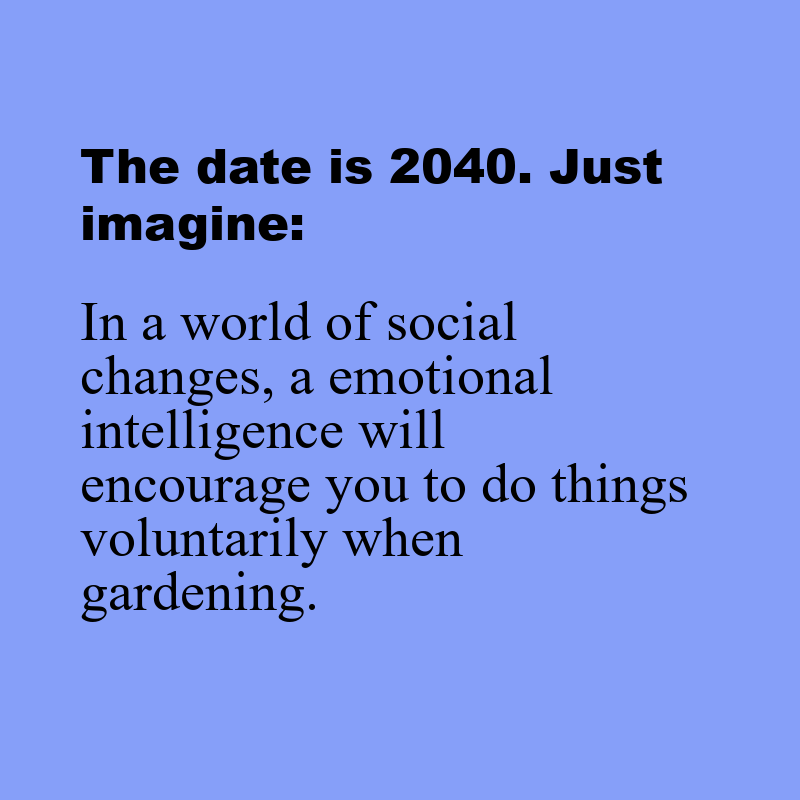 The date is 2040. Just
imagine:
In a world of social
changes, a emotional
intelligence will
encourage you to do things
voluntarily when
gardening.